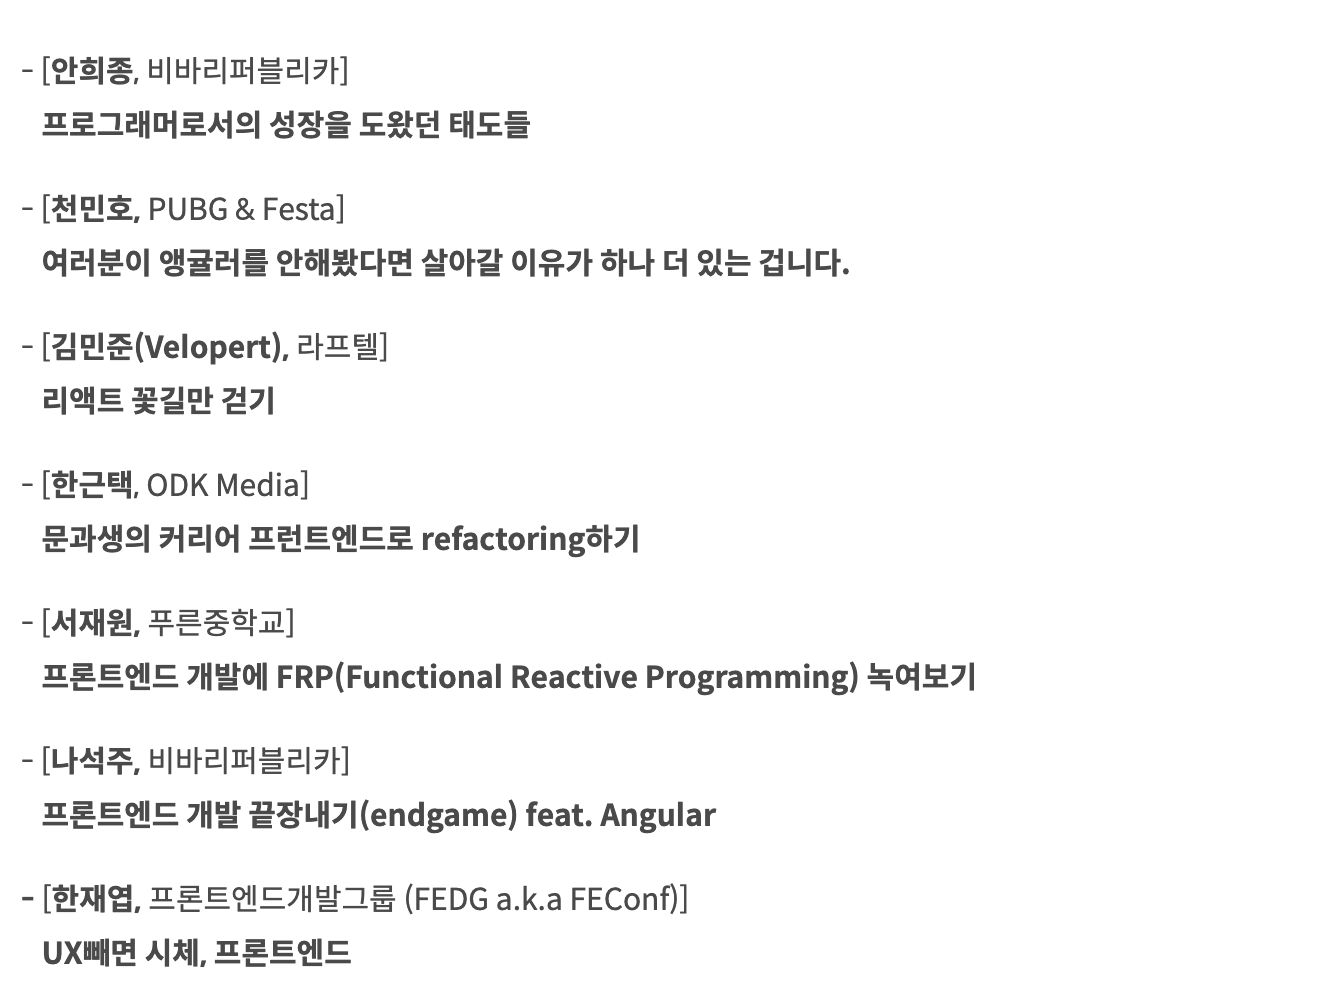 - [안희종, 비바리퍼블리카]
프로그래머로서의 성장을 도왔던 태도들
- [천민호, PUBG & Festa]
여러분이 앵귤러를 안해봤다면 살아갈 이유가 하나 더 있는 겁니다.
- [김민준(Velopert), 라프텔]
리액트 꽃길만 걷기
- [한근택, ODK Media]
문과생의 커리어 프런트엔드로 refactoring하기
- [서재원, 푸른중학교]
프론트엔드 개발에 FRP(Functional Reactive Programming) 녹여보기
- [나석주, 비바리퍼블리카]
프론트엔드 개발 끝장내기(endgame) feat. Angular
- [한재엽, 프론트엔드개발그룹 (FEDG a.k.a FEConf)]
UX빼면 시체, 프론트엔드